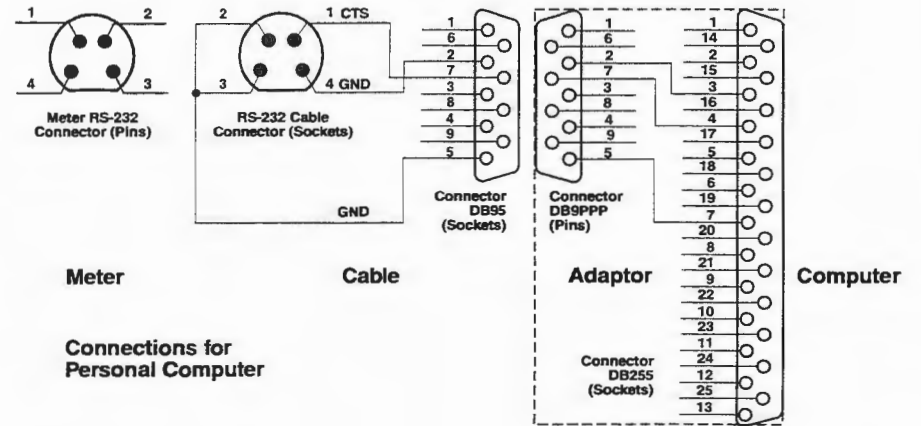 1
2
4
3
Meter RS-232
Connector (Pins)
2
1 CTS
3
4 GND
RS-232 Cable
Connector (Sockets)
GND
1
6
2
7
3
8
4
9
5
Connector
DB95
(Sockets)
1
6
2
7
3
8
4
9
5
Connector
DB9PPP
(Pins)
1
14
2
15
3
16
4
17
5
18
6
19
7
20
8
21
9
22
10
23
11
24
12
25
13
Connector
DB255
(Sockets)
Meter
Cable
Adaptor
Computer
Connections for
Personal Computer